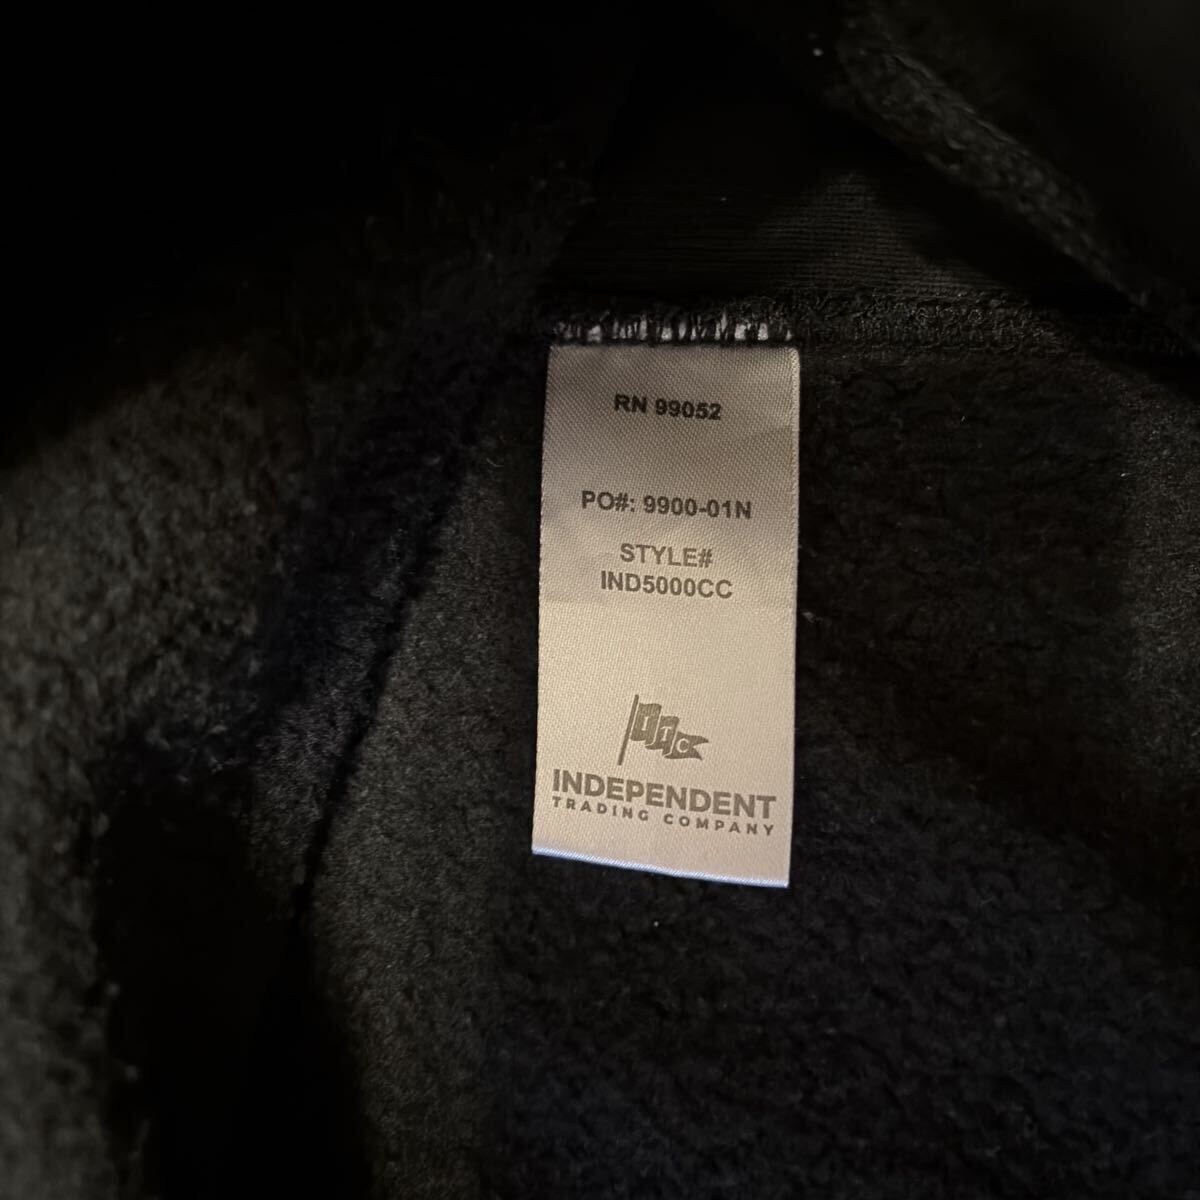 RN 99052
PO#: 9900-01N
STYLE#
IND5000CC
ITC
INDEPENDENT
TRADING COMPANY